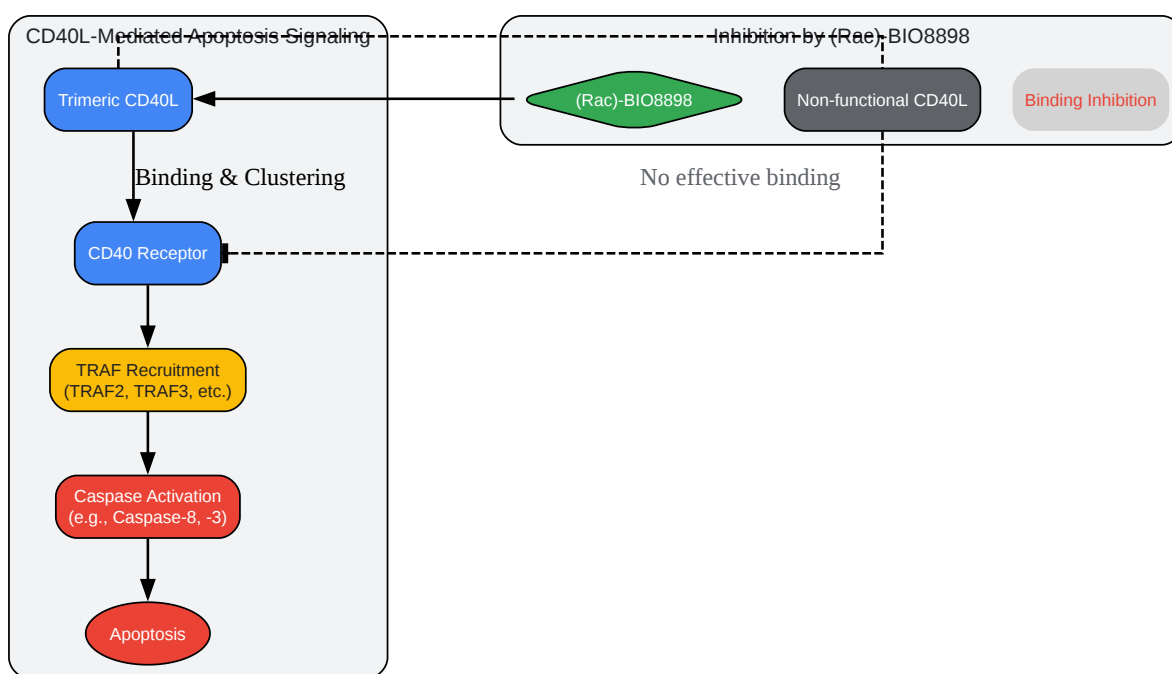 CD40L-Mediated Apoptosis Signaling
Inhibition by (Rac)-BIO8898
Trimeric CD40L
(Rac)-BIO8898
Non-functional CD40L
Binding Inhibition
Binding & Clustering
No effective binding
CD40 Receptor
TRAF Recruitment
(TRAF2, TRAF3, etc.)
Caspase Activation
(e.g., Caspase-8, -3)
Apoptosis